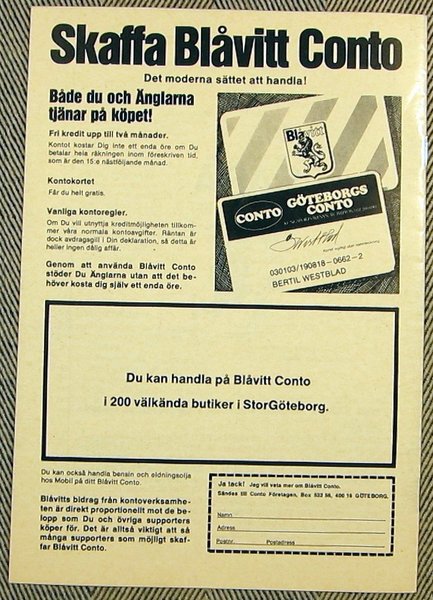 Skaffa Blåvitt Conto
Det moderna sättet att handla!
Både du och Änglarna
tjänar på köpet!
Fri kredit upp till två månader.
Kontot kostar Dig inte ett enda öre om Du
betalar hela räkningen inom föreskriven tid,
som är den 15:e nästföljande månad.
Kontokortet
Får du helt gratis.
Vanliga kontoregler.
Om Du vill utnyttja kreditmöjligheten tillkom-
mer våra normala kontoavgifter. Räntan är
dock avdragsgill i Din deklaration, så detta är
heller ingen dålig affär.
Genom att använda Blåvitt Conto
stöder Du Änglarna utan att det be-
höver kosta dig själv ett enda öre.
Blåvitt
CONTO
GÖTEBORGS
CONTO
030103/190818-0662-2
BERTIL WESTBLAD
Du kan handla på Blåvitt Conto
i 200 välkända butiker i StorGöteborg.
Du kan också handla bensin och eldningsolja
hos Mobil på ditt Blåvitt Conto.
Blåvitts bidrag från kontoverksamhe-
ten är direkt proportionellt mot de be-
lopp som Du och övriga supporters
köper för. Det är alltså viktigt att så
många supporters som möjligt skaf-
far Blåvitt Conto.
Ja tack! Jag vill veta mer om Blåvitt Conto.
Sändes till Conto Företagen, Box 532 56, 400 15 GÖTEBORG.
Namn
Adress
Postnr. Postadress